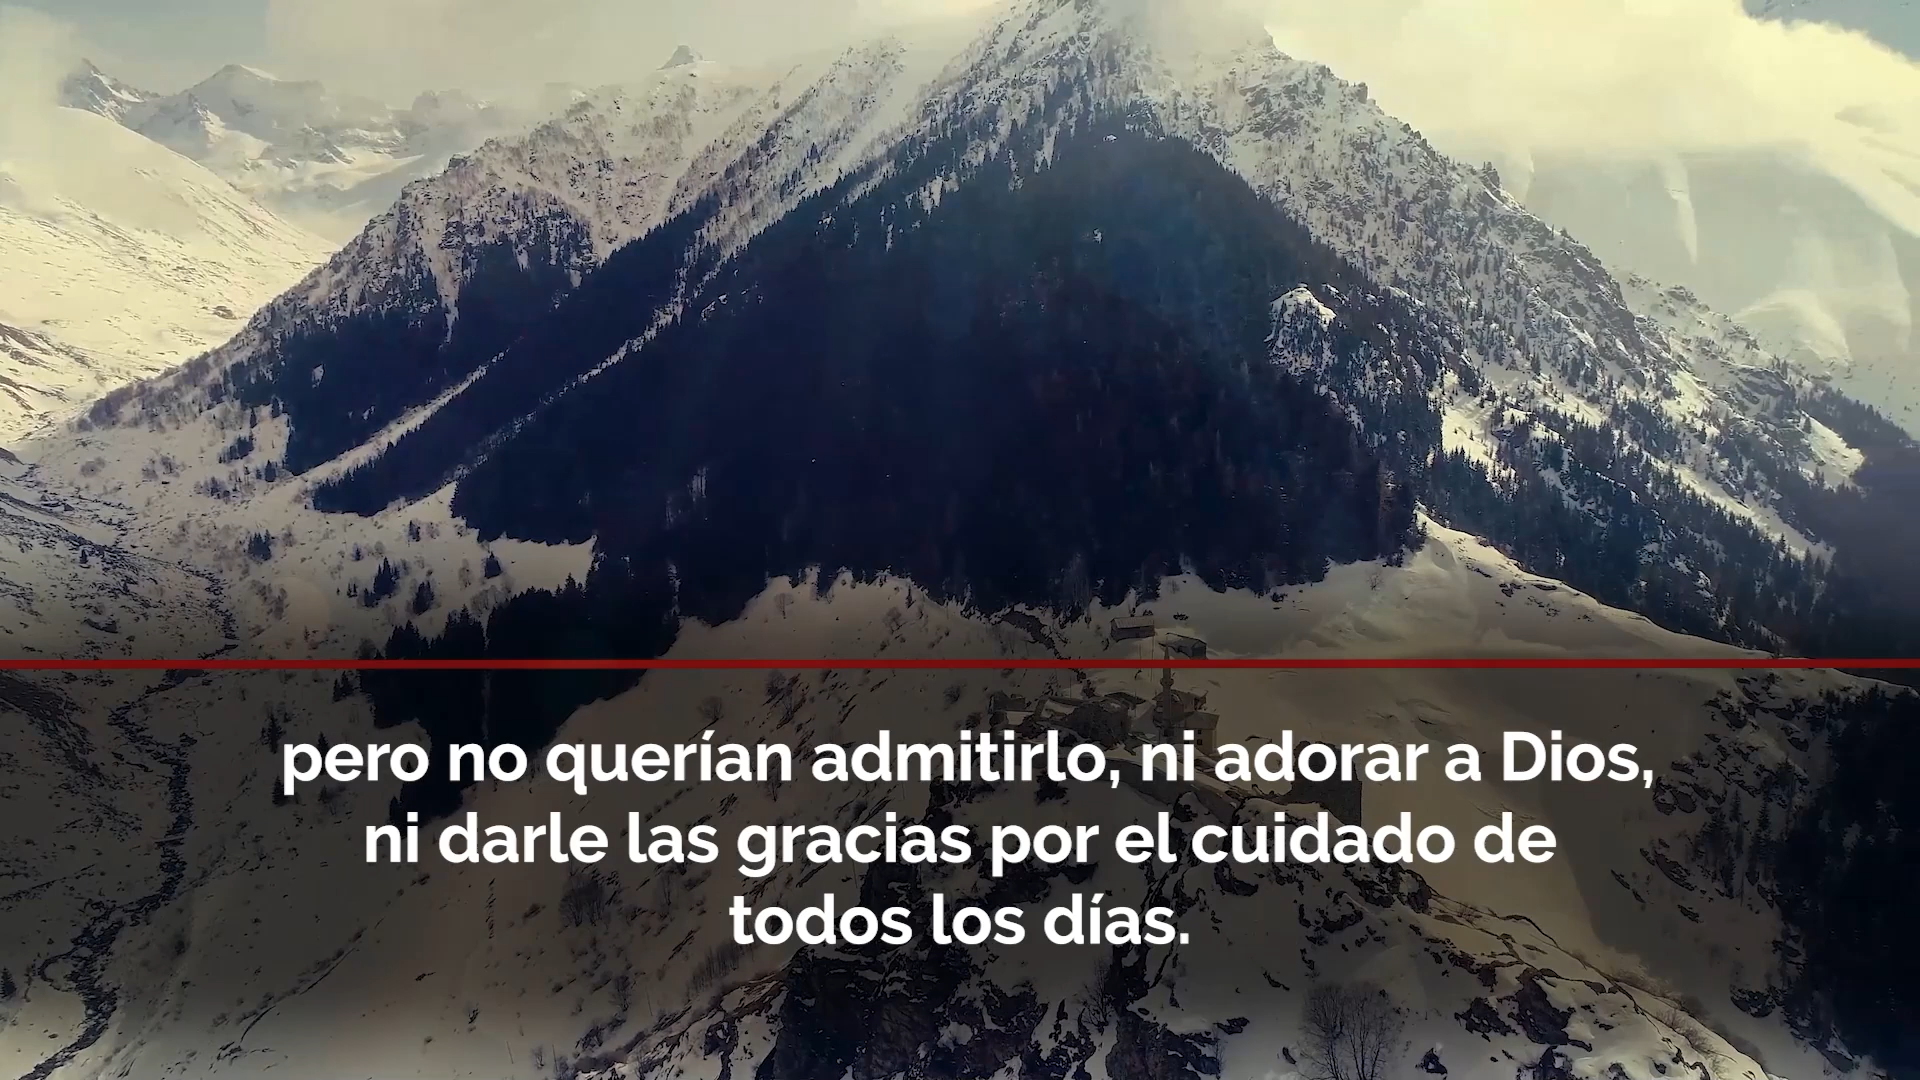 pero no querían admitirlo, ni adorar a Dios,
ni darle las gracias por el cuidado de
todos los días.